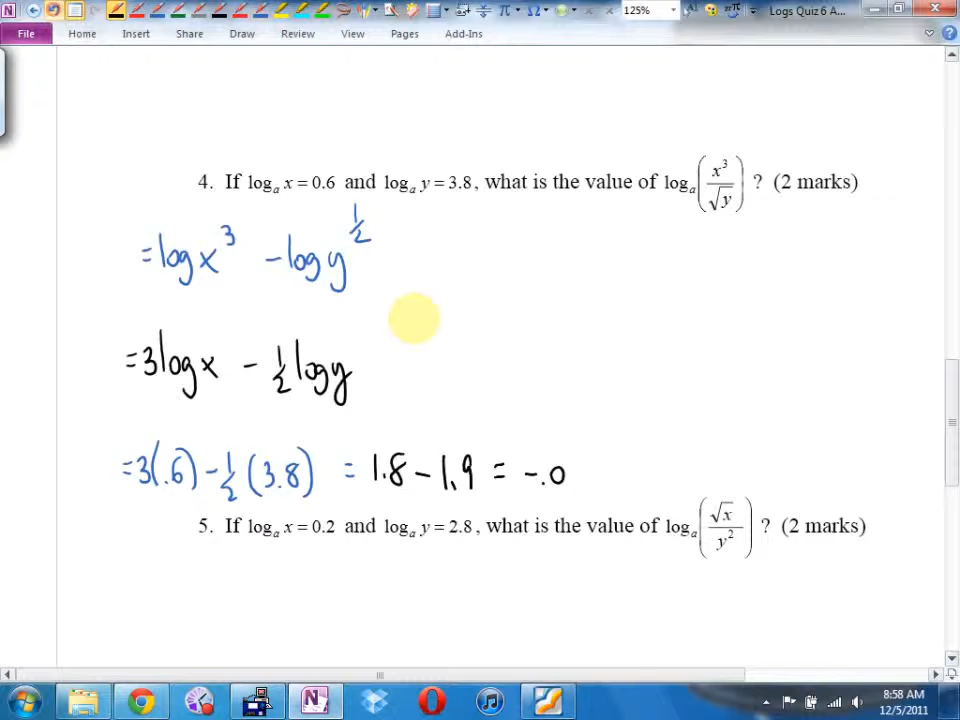 125%
Logs Quiz 6 A...
File Home Insert Share Draw Review View Pages Add-Ins
4. If logₐ x = 0.6 and logₐ y = 3.8, what is the value of logₐ(x³/√y) ? (2 marks)
= log x³ - log y^½
= 3 log x - ½ log y
= 3(.6) - ½ (3.8) = 1.8 - 1.9 = -.0
5. If logₐ x = 0.2 and logₐ y = 2.8, what is the value of logₐ(√x/y²) ? (2 marks)
8:58 AM
12/5/2011